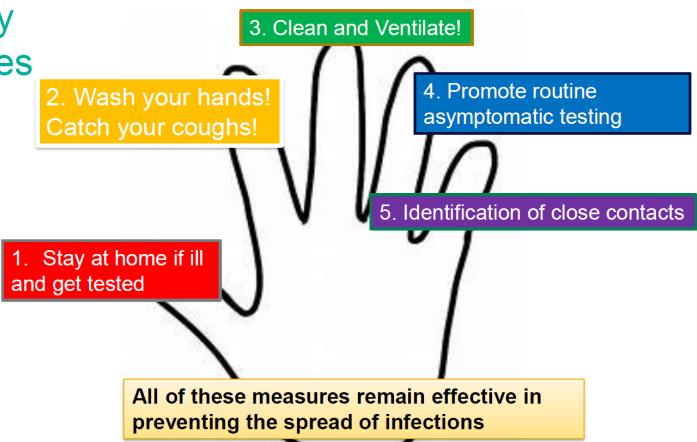 3. Clean and Ventilate!
2. Wash your hands!
Catch your coughs!
4. Promote routine
asymptomatic testing
5. Identification of close contacts
1. Stay at home if ill
and get tested
All of these measures remain effective in
preventing the spread of infections